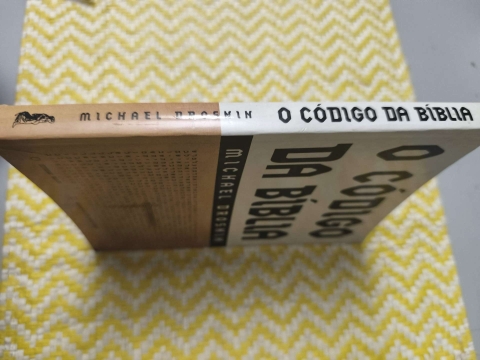 MICHAEL DROSNIN O CÓDIGO DA BÍBLIA
O CÓDIGO
DA BÍBLIA
MICHAEL DROSNIN